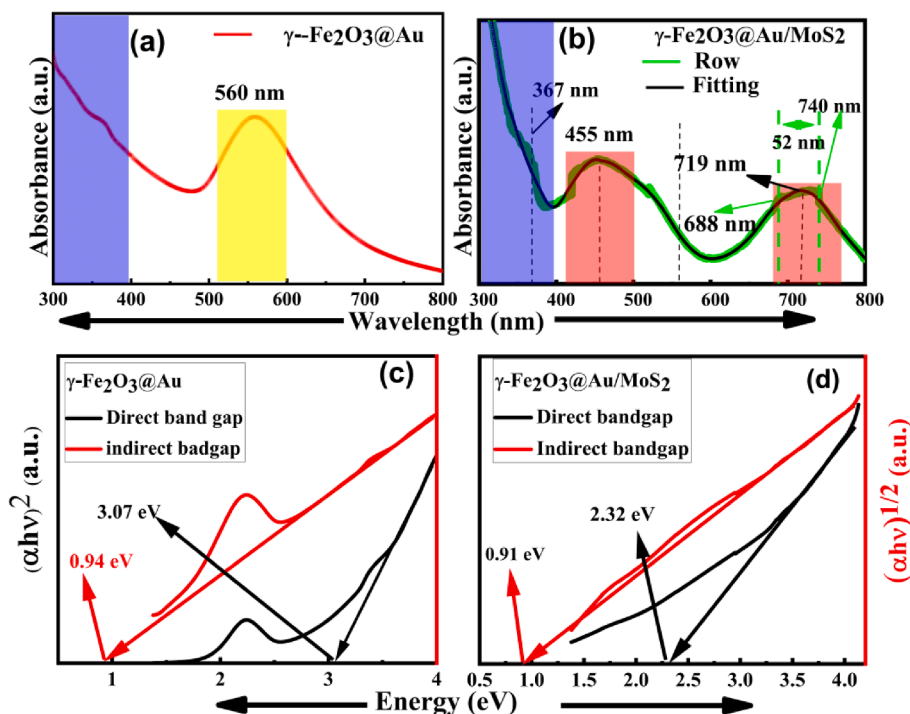 (a)
γ--Fe2O3@Au
560 nm
Absorbance (a.u.)
300 400 500 600 700 800
(b)
γ-Fe2O3@Au/MoS2
Row
Fitting
367 nm
740 nm
455 nm
52 nm
719 nm
688 nm
Absorbance (a.u.)
300 400 500 600 700 800
Wavelength (nm)
(c)
γ-Fe₂O₃@Au
Direct band gap
indirect badgap
3.07 eV
0.94 eV
(αhν)² (a.u.)
1 2 3 4
(d)
γ-Fe₂O₃@Au/MoS₂
Direct bandgap
Indirect bandgap
2.32 eV
0.91 eV
(αhν)¹/² (a.u.)
0.5 1.0 1.5 2.0 2.5 3.0 3.5 4.0
Energy (eV)